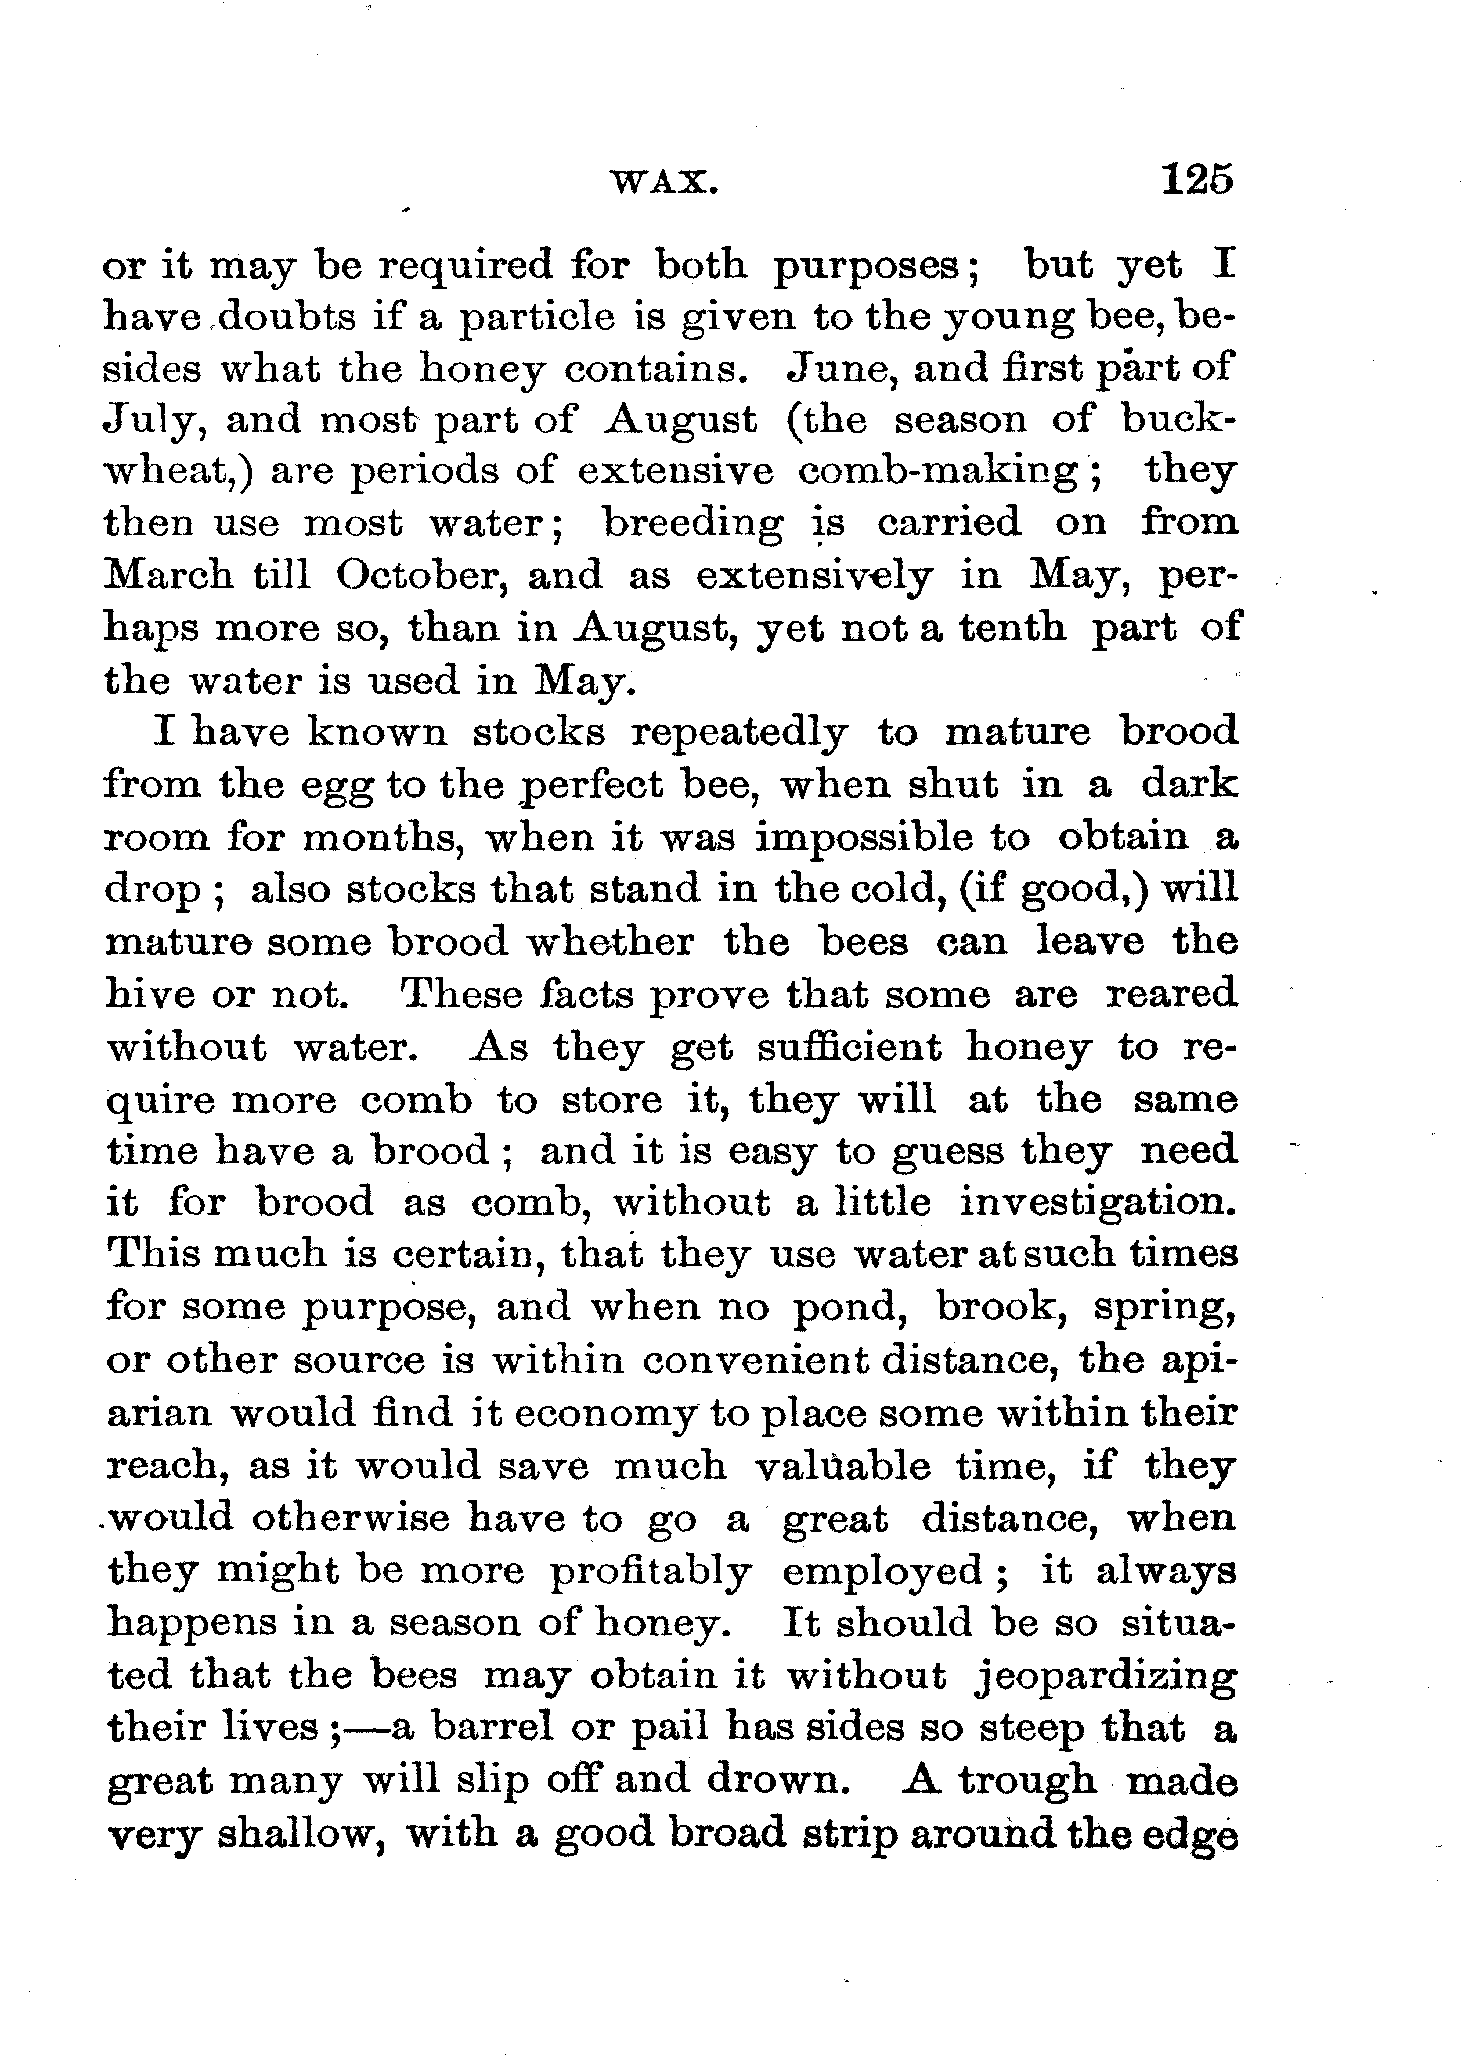 WAX. 125
or it may be required for both purposes; but yet I
have doubts if a particle is given to the young bee, be-
sides what the honey contains. June, and first part of
July, and most part of August (the season of buck-
wheat,) are periods of extensive comb-making; they
then use most water; breeding is carried on from
March till October, and as extensively in May, per-
haps more so, than in August, yet not a tenth part of
the water is used in May.
I have known stocks repeatedly to mature brood
from the egg to the perfect bee, when shut in a dark
room for months, when it was impossible to obtain a
drop; also stocks that stand in the cold, (if good,) will
mature some brood whether the bees can leave the
hive or not. These facts prove that some are reared
without water. As they get sufficient honey to re-
quire more comb to store it, they will at the same
time have a brood; and it is easy to guess they need
it for brood as comb, without a little investigation.
This much is certain, that they use water at such times
for some purpose, and when no pond, brook, spring,
or other source is within convenient distance, the api-
arian would find it economy to place some within their
reach, as it would save much valuable time, if they
would otherwise have to go a great distance, when
they might be more profitably employed; it always
happens in a season of honey. It should be so situa-
ted that the bees may obtain it without jeopardizing
their lives;—a barrel or pail has sides so steep that a
great many will slip off and drown. A trough made
very shallow, with a good broad strip around the edge